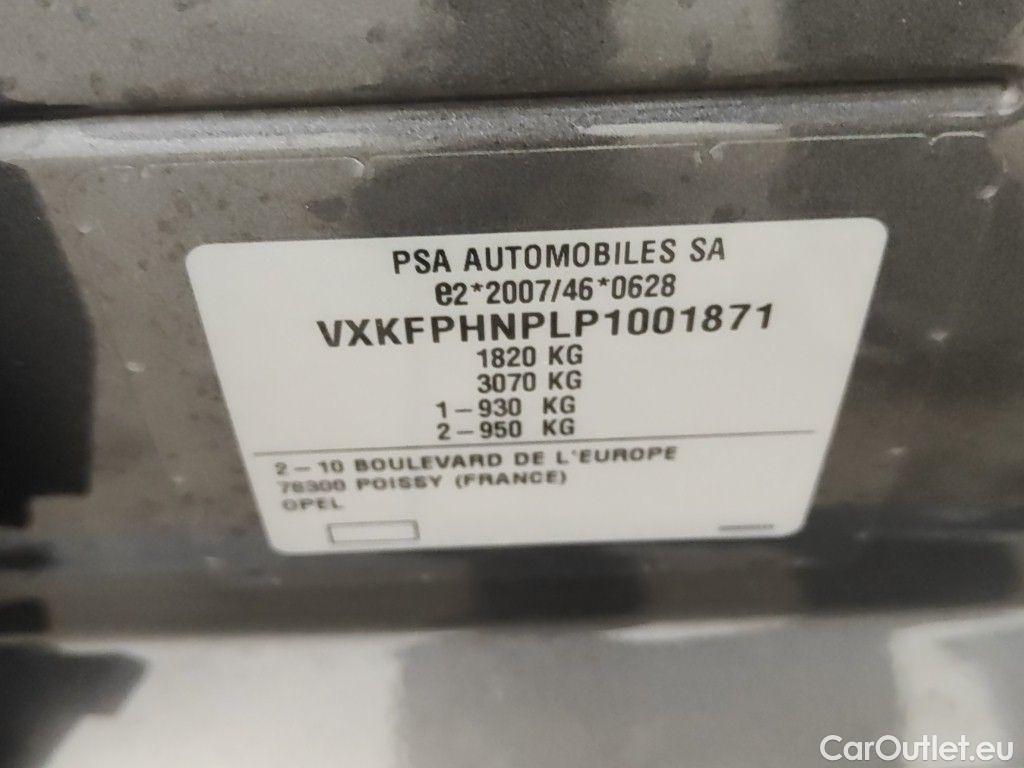 PSA AUTOMOBILES SA
e2*2007/46*0628
VXKFPHNPLP1001871
1820 KG
3070 KG
1-930 KG
2-950 KG
2-10 BOULEVARD DE L'EUROPE
78300 POISSY (FRANCE)
OPEL
CarOutlet.eu